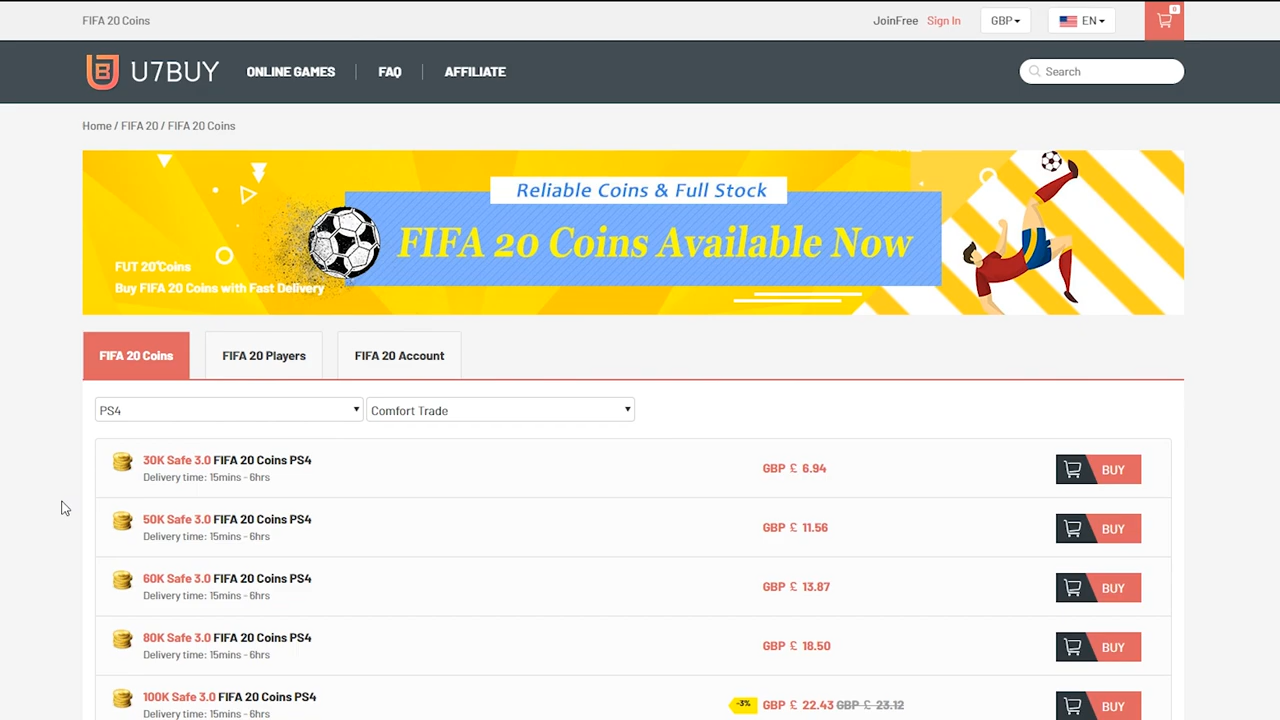 FIFA 20 Coins
JoinFree Sign In GBP EN 0
U7BUY ONLINE GAMES FAQ AFFILIATE Search
Home / FIFA 20 / FIFA 20 Coins
Reliable Coins & Full Stock
FIFA 20 Coins Available Now
FUT 20 Coins
Buy FIFA 20 Coins with Fast Delivery
FIFA 20 Coins FIFA 20 Players FIFA 20 Account
PS4 Comfort Trade
30K Safe 3.0 FIFA 20 Coins PS4
Delivery time: 15mins - 6hrs
GBP £ 6.94 BUY
50K Safe 3.0 FIFA 20 Coins PS4
Delivery time: 15mins - 6hrs
GBP £ 11.56 BUY
60K Safe 3.0 FIFA 20 Coins PS4
Delivery time: 15mins - 6hrs
GBP £ 13.87 BUY
80K Safe 3.0 FIFA 20 Coins PS4
Delivery time: 15mins - 6hrs
GBP £ 18.50 BUY
100K Safe 3.0 FIFA 20 Coins PS4
Delivery time: 15mins - 6hrs
-3% GBP £ 22.43 GBP £ 23.12 BUY